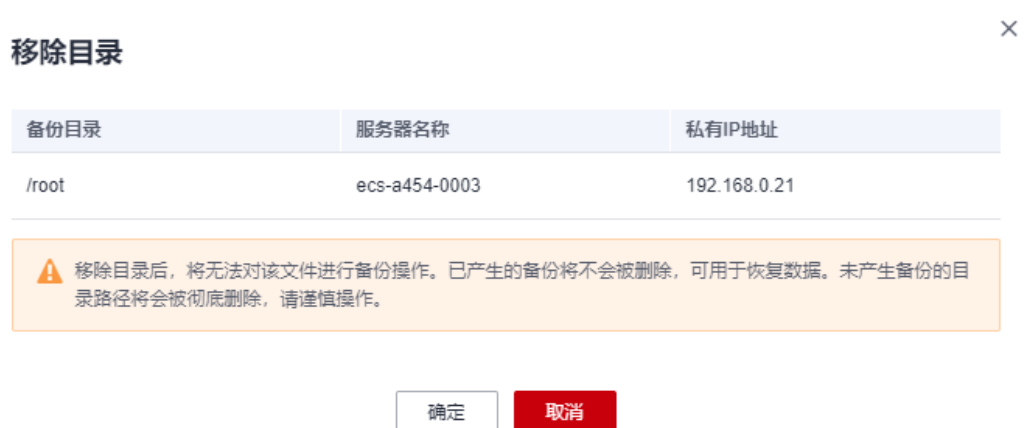 移除目录
备份目录 服务器名称 私有IP地址
/root ecs-a454-0003 192.168.0.21
移除目录后，将无法对该文件进行备份操作。已产生的备份将不会被删除，可用于恢复数据。未产生备份的目
录路径将会被彻底删除，请谨慎操作。
确定 取消